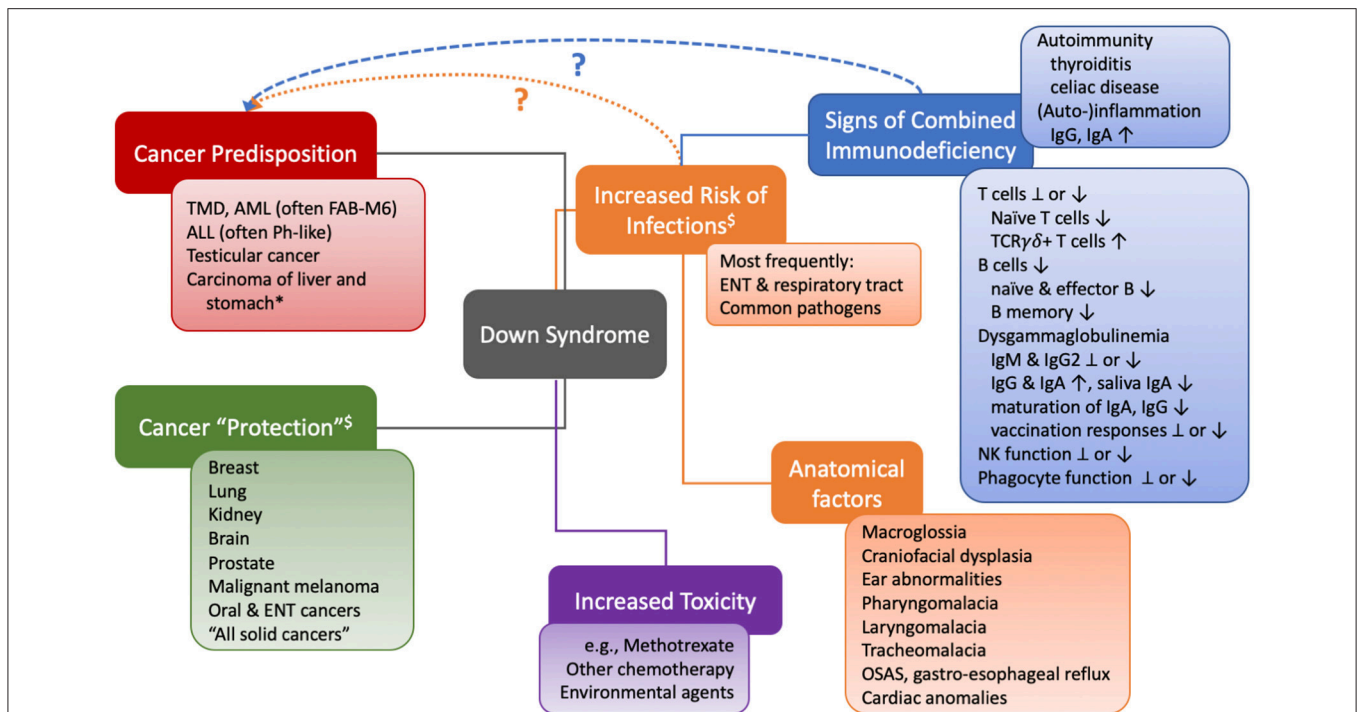 ?
?
Cancer Predisposition
TMD, AML (often FAB-M6)
ALL (often Ph-like)
Testicular cancer
Carcinoma of liver and
stomach*
Increased Risk of
Infections$
Most frequently:
ENT & respiratory tract
Common pathogens
Signs of Combined
Immunodeficiency
Autoimmunity
thyroiditis
celiac disease
(Auto-)inflammation
IgG, IgA ↑
T cells ⊥ or ↓
Naïve T cells ↓
TCRγδ+ T cells ↑
B cells ↓
naïve & effector B ↓
B memory ↓
Dysgammaglobulinemia
IgM & IgG2 ⊥ or ↓
IgG & IgA ↑, saliva IgA ↓
maturation of IgA, IgG ↓
vaccination responses ⊥ or ↓
NK function ⊥ or ↓
Phagocyte function ⊥ or ↓
Down Syndrome
Cancer “Protection”$
Breast
Lung
Kidney
Brain
Prostate
Malignant melanoma
Oral & ENT cancers
“All solid cancers”
Increased Toxicity
e.g., Methotrexate
Other chemotherapy
Environmental agents
Anatomical
factors
Macroglossia
Craniofacial dysplasia
Ear abnormalities
Pharyngomalacia
Laryngomalacia
Tracheomalacia
OSAS, gastro-esophageal reflux
Cardiac anomalies